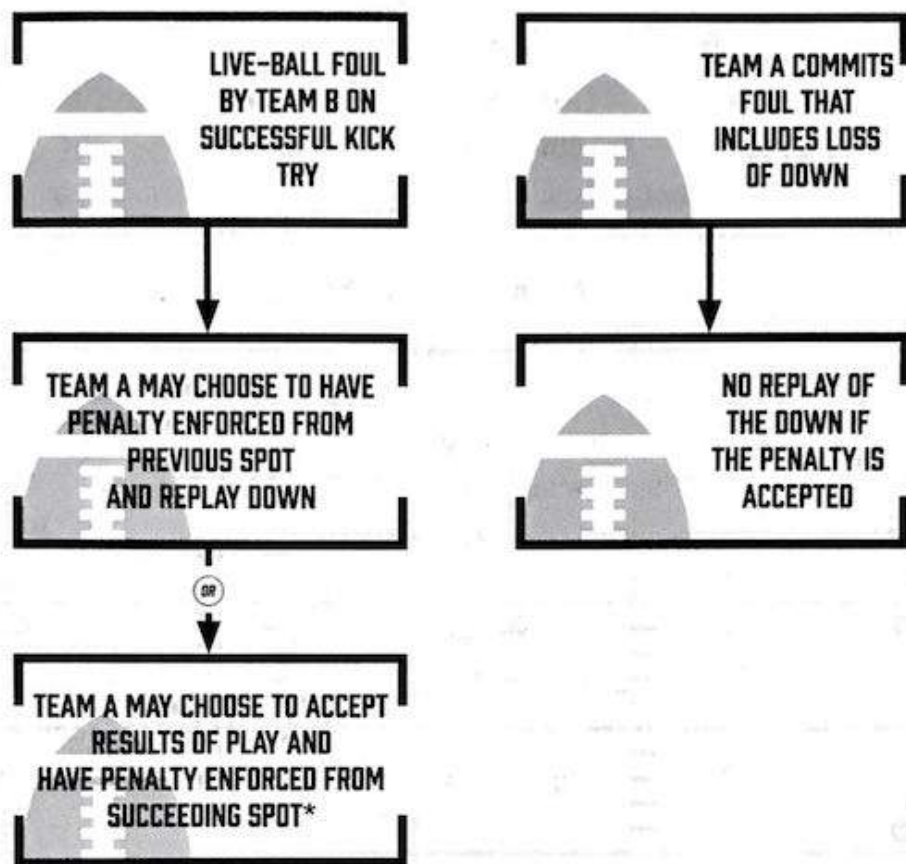 LIVE-BALL FOUL
BY TEAM B ON
SUCCESSFUL KICK
TRY
TEAM A MAY CHOOSE TO HAVE
PENALTY ENFORCED FROM
PREVIOUS SPOT
AND REPLAY DOWN
OR
TEAM A MAY CHOOSE TO ACCEPT
RESULTS OF PLAY AND
HAVE PENALTY ENFORCED FROM
SUCCEEDING SPOT*
TEAM A COMMITS
FOUL THAT
INCLUDES LOSS
OF DOWN
NO REPLAY OF
THE DOWN IF
THE PENALTY IS
ACCEPTED